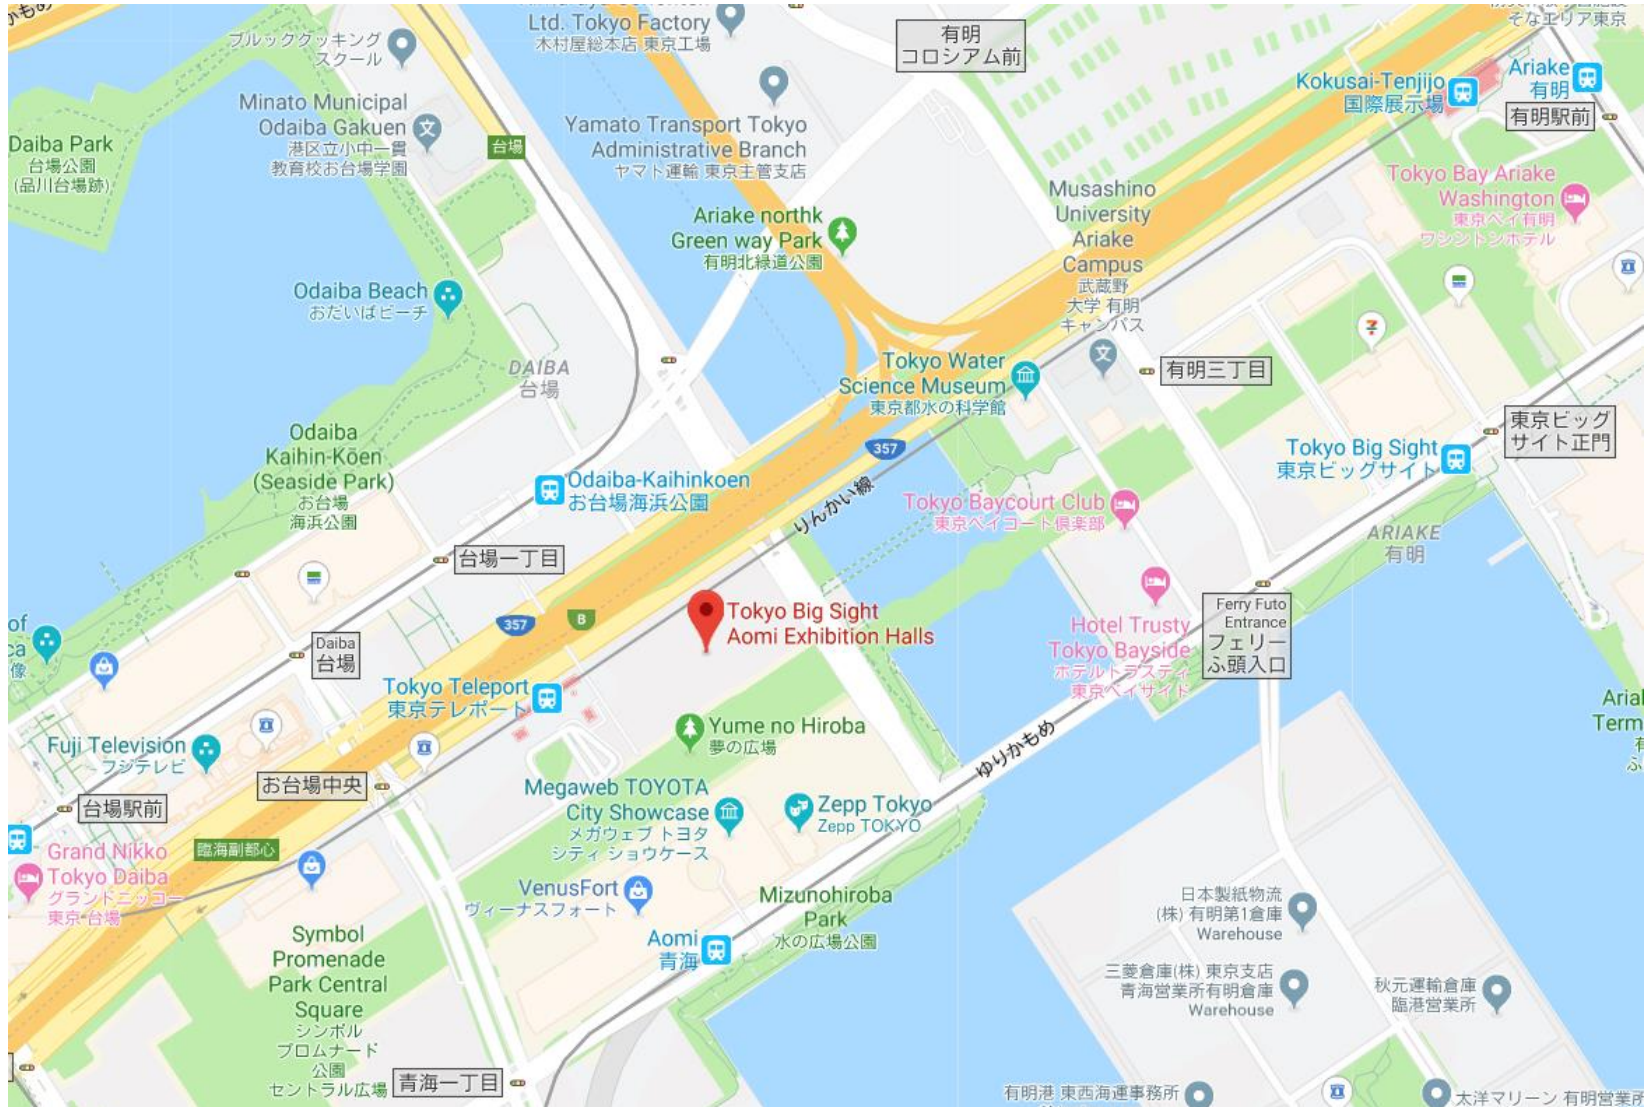 かもめ
ブルックグッキング
スクール
Minato Municipal
Odaiba Gakuen
港区立小中一貫
教育校お台場学園
Daiba Park
台場公園
(品川台場跡)
台場
Ltd. Tokyo Factory
木村屋総本店 東京工場
Yamato Transport Tokyo
Administrative Branch
ヤマト運輸 東京主管支店
Ariake northk
Green way Park
有明北緑道公園
有明
コロシアム前
そなエリア東京
Kokusai-Tenjijo
国際展示場
Ariake
有明
有明駅前
Tokyo Bay Ariake
Washington
東京ベイ有明
ワシントンホテル
Musashino
University
Ariake
Campus
武蔵野
大学 有明
キャンパス
Odaiba Beach
おだいばビーチ
DAIBA
台場
Tokyo Water
Science Museum
東京都水の科学館
有明三丁目
357
東京ビッグ
サイト正門
Tokyo Big Sight
東京ビッグサイト
Odaiba
Kaihin-Kōen
(Seaside Park)
お台場
海浜公園
Odaiba-Kaihinkoen
お台場海浜公園
りんかい線
Tokyo Baycourt Club
東京ベイコート倶楽部
ARIAKE
有明
台場一丁目
357
B
Tokyo Big Sight
Aomi Exhibition Halls
Hotel Trusty
Tokyo Bayside
ホテルトラスティ
東京ベイサイド
Ferry Futo
Entrance
フェリー
ふ頭入口
of
ca
像
Daiba
台場
Tokyo Teleport
東京テレポート
Yume no Hiroba
夢の広場
ゆりかもめ
Ariak
Term
ふ
Fuji Television
フジテレビ
お台場中央
台場駅前
Megaweb TOYOTA
City Showcase
メガウェブ トヨタ
シティ ショウケース
Zepp Tokyo
Zepp TOKYO
臨海副都心
Grand Nikko
Tokyo Daiba
グランドニッコー
東京 台場
VenusFort
ヴィーナスフォート
Mizunohiroba
Park
水の広場公園
Aomi
青海
Symbol
Promenade
Park Central
Square
シンボル
プロムナード
公園
セントラル広場
青海一丁目
日本製紙物流
(株) 有明第1倉庫
Warehouse
三菱倉庫(株) 東京支店
青海営業所有明倉庫
Warehouse
秋元運輸倉庫
臨港営業所
有明港 東西海運事務所
太洋マリーン 有明営業所